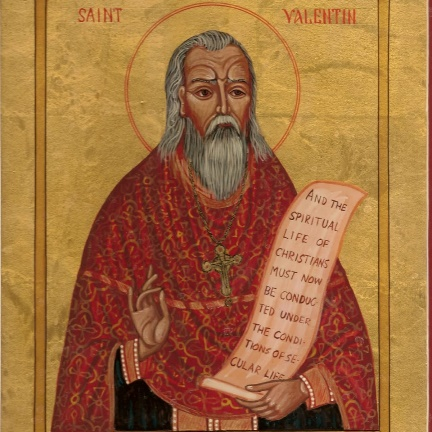 SAINT VALENTIN
AND THE
SPIRITUAL
LIFE OF
CHRISTIANS
MUST NOW
BE CONDUC-
TED UNDER
THE CONDI-
TIONS OF SE-
CULAR LIFE